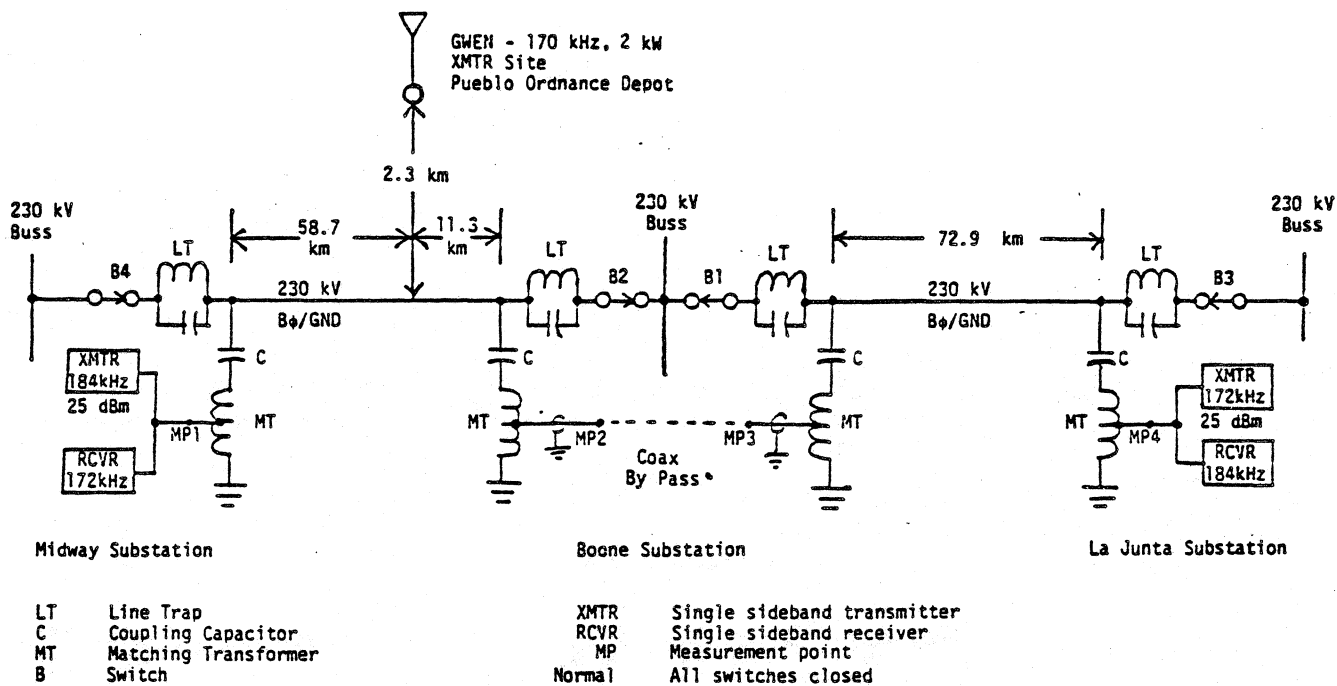 GWEN - 170 kHz, 2 kW
XMTR Site
Pueblo Ordnance Depot
2.3 km
230 kV
Buss
58.7
km
11.3
km
230 kV
Buss
72.9 km
230 kV
Buss
LT
LT
LT
LT
B4
B2
B1
B3
230 kV
Bφ/GND
230 kV
Bφ/GND
C
C
C
C
XMTR
184kHz
25 dBm
RCVR
172kHz
MP1
MT
MT
MP2
Coax
By Pass
MP3
MT
MT
MP4
XMTR
172kHz
25 dBm
RCVR
184kHz
Midway Substation
Boone Substation
La Junta Substation
LT Line Trap
C Coupling Capacitor
MT Matching Transformer
B Switch
XMTR Single sideband transmitter
RCVR Single sideband receiver
MP Measurement point
Normal All switches closed